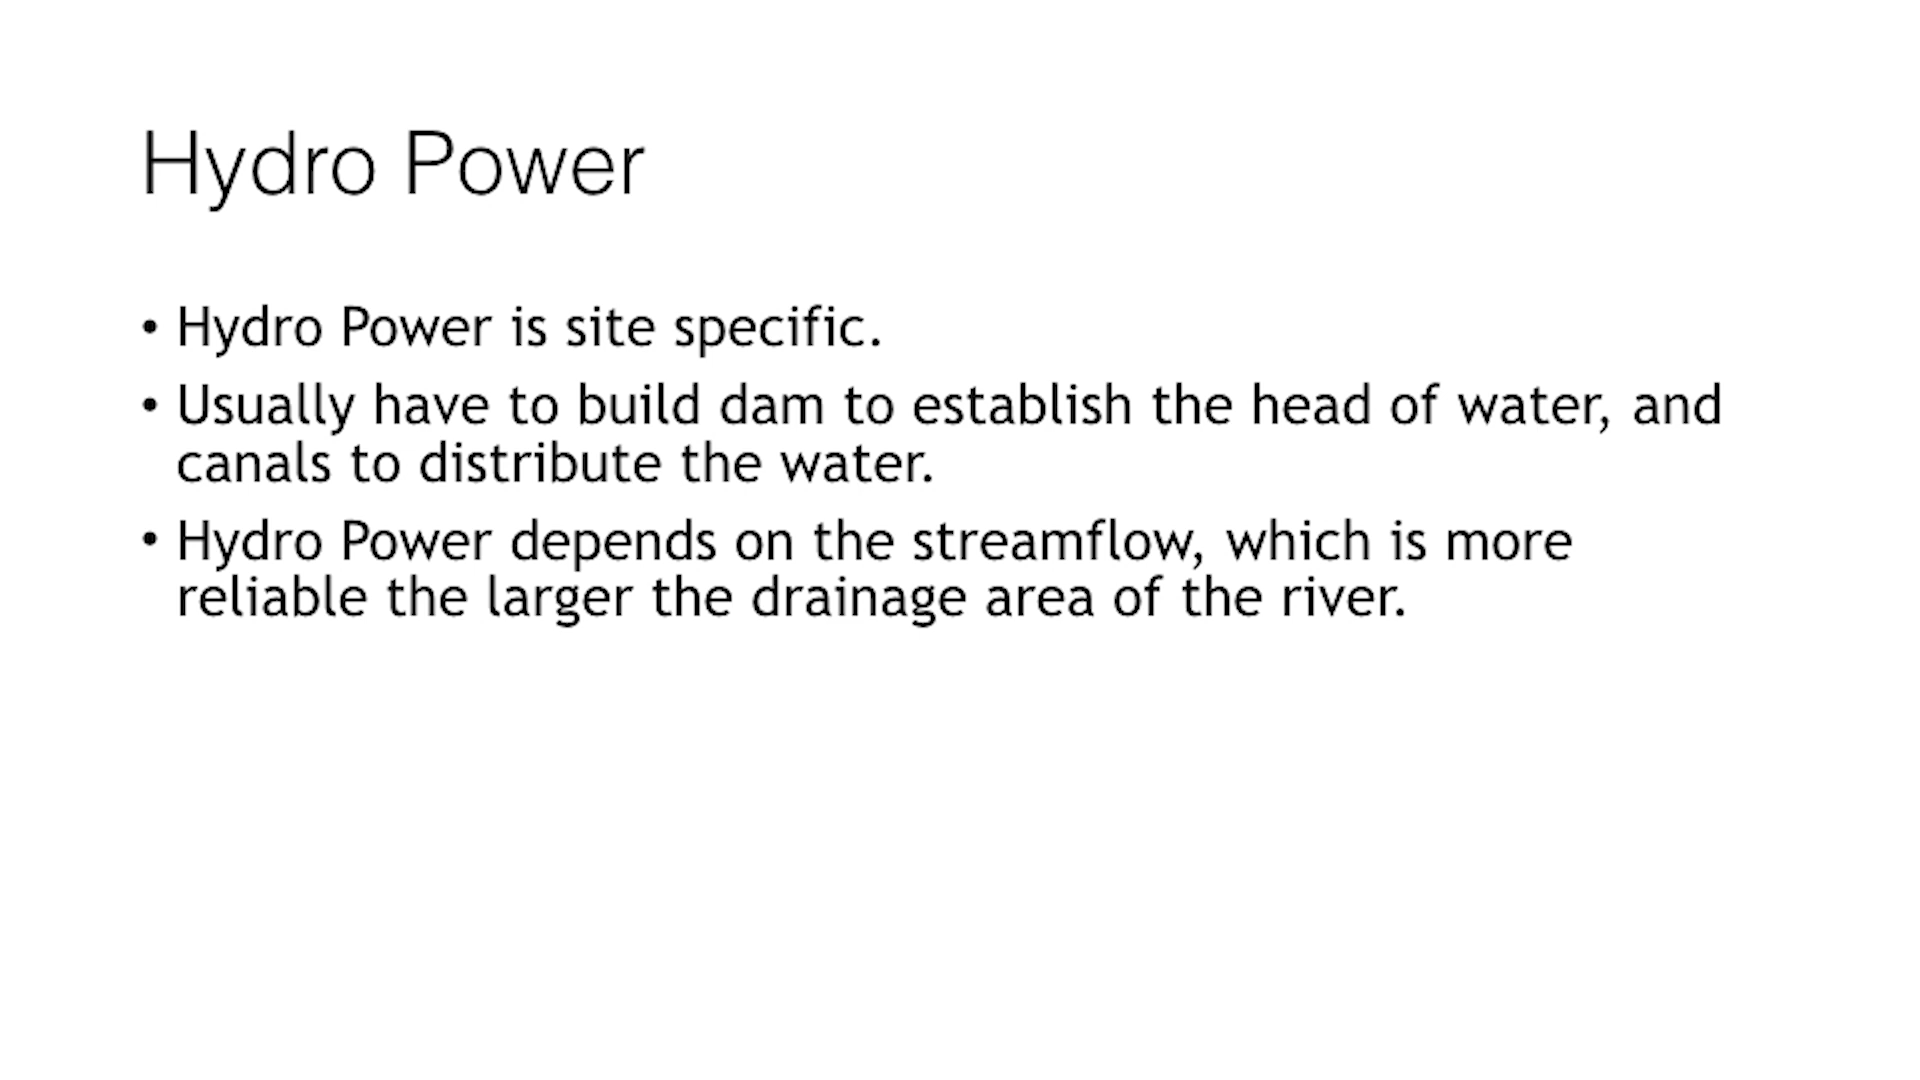 Hydro Power
• Hydro Power is site specific.
• Usually have to build dam to establish the head of water, and
canals to distribute the water.
• Hydro Power depends on the streamflow, which is more
reliable the larger the drainage area of the river.